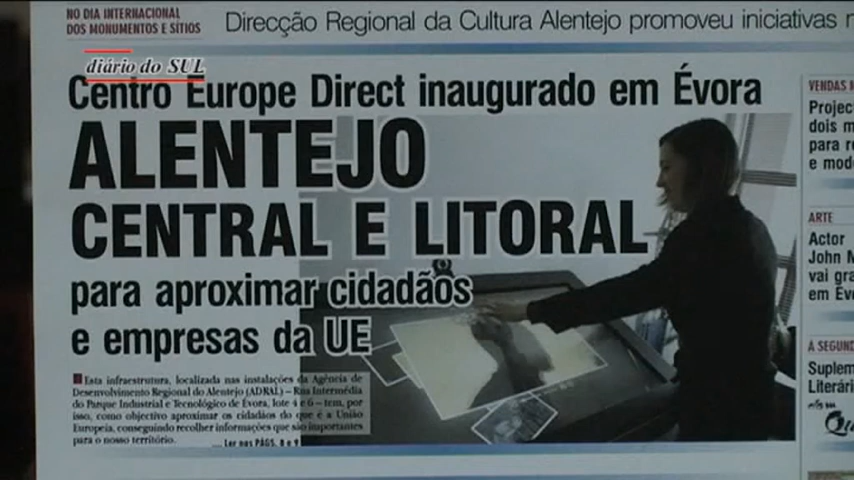 NO DIA INTERNACIONAL
DOS MONUMENTOS E SÍTIOS
Direcção Regional da Cultura Alentejo promoveu iniciativas
diário do SUL
Centro Europe Direct inaugurado em Évora
ALENTEJO
CENTRAL E LITORAL
para aproximar cidadãos
e empresas da UE
Esta infraestrutura, localizada nas instalações da Agência de
Desenvolvimento Regional do Alentejo (ADRAL) – Rua Intermédia
do Parque Industrial e Tecnológico de Évora, lote 4 e 6 – tem, por
isso, como objectivo aproximar os cidadãos do que é a União
Europeia, conseguindo recolher informações que são importantes
para o nosso território.
... Ler nas PÁGS. 8 e 9
VENDAS
Projec
dois m
para r
e mod
ARTE
Actor
John M
vai gra
em Év
À SEGUND
Suplem
Literári